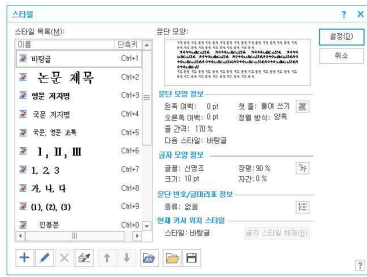 스타일
스타일 목록(M):
이름 단축키
바탕글 Ctrl+1
논문 제목 Ctrl+2
영문 저자명 Ctrl+3
국문 저자명 Ctrl+4
국문, 영문 초록 Ctrl+5
I, II, III Ctrl+6
1, 2, 3 Ctrl+7
가, 나, 다 Ctrl+8
(1), (2), (3) Ctrl+9
인용문 Ctrl+0
문단 모양:
문단 모양 정보
왼쪽 여백: 0 pt 첫 줄: 들여 쓰기
오른쪽 여백: 0 pt 정렬 방식: 양쪽
줄 간격: 170 %
다음 스타일: 바탕글
글자 모양 정보
글꼴: 신명조 장평: 90 %
크기: 10 pt 자간: 0 %
문단 번호/글머리표 정보
종류: 없음
현재 커서 위치 스타일
스타일: 바탕글 글자 스타일 해제(B)
설정(D)
취소